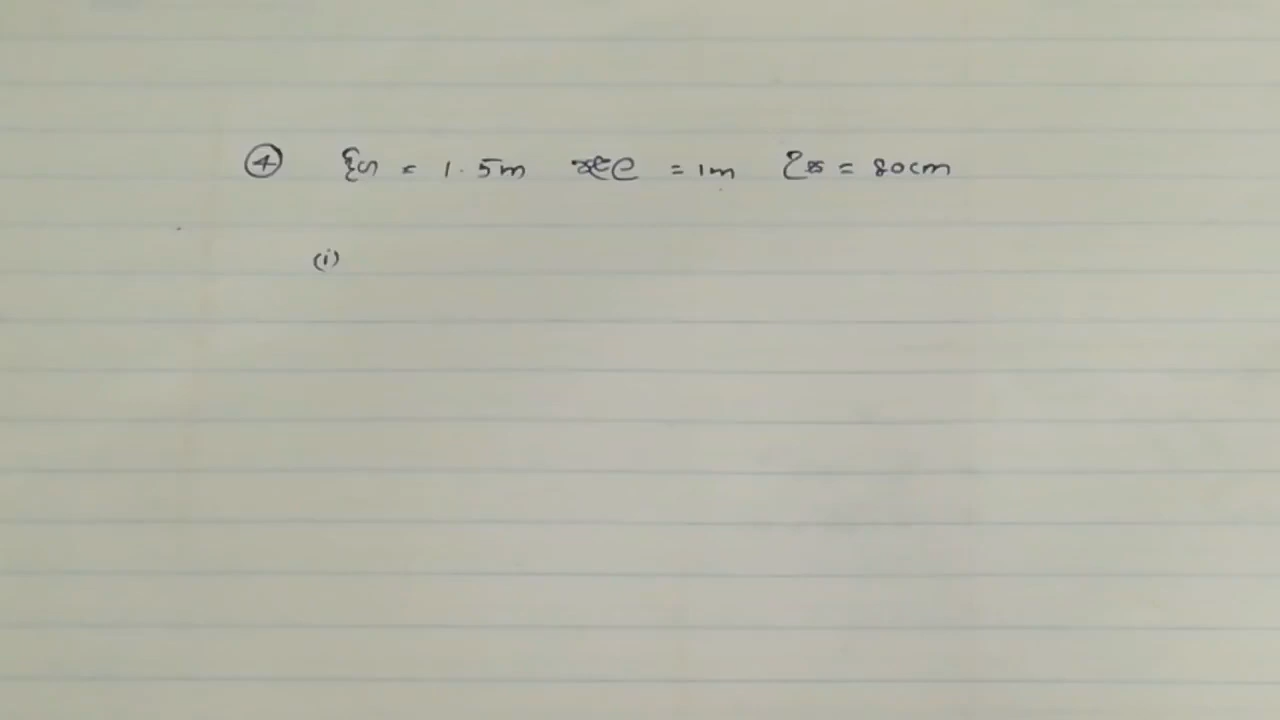 ④ දිග = 1.5m පළල = 1m උස = 80cm
(i)